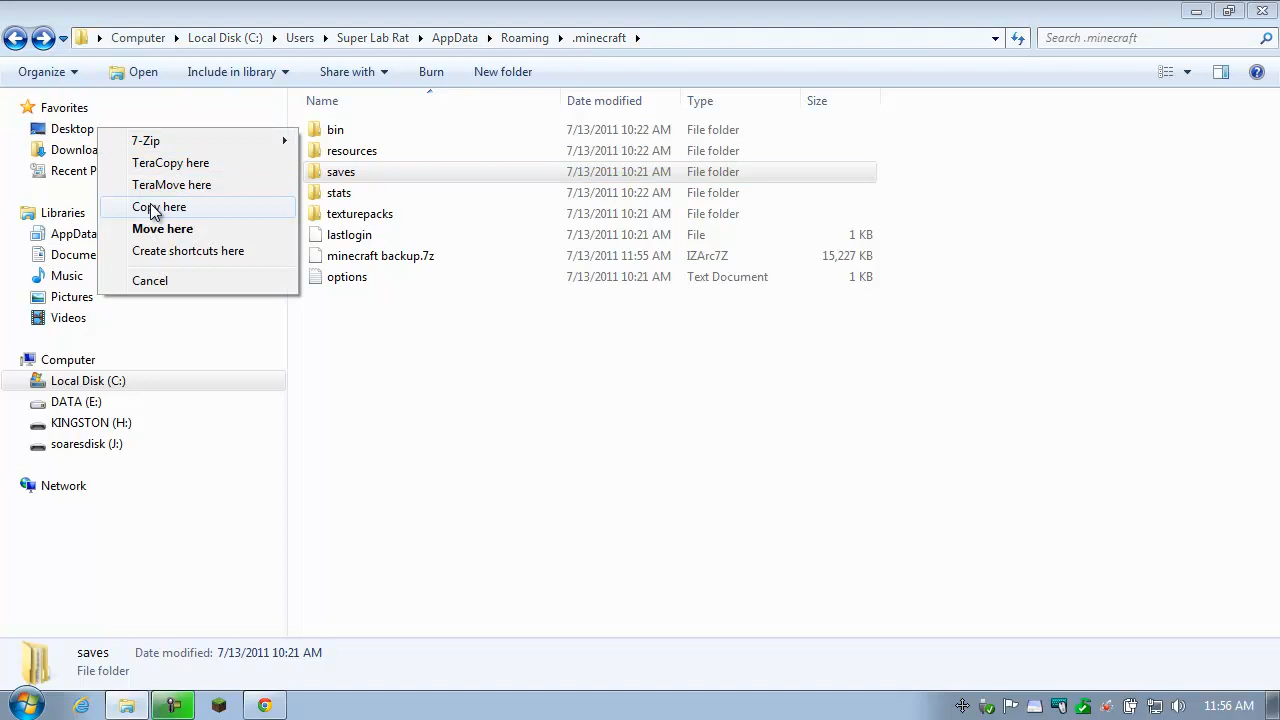 Computer Local Disk (C:) Users Super Lab Rat AppData Roaming .minecraft Search .minecraft
Organize Open Include in library Share with Burn New folder
Favorites
Desktop
Downloa
Recent P
Libraries
AppData
Docume
Music
Pictures
Videos
Computer
Local Disk (C:)
DATA (E:)
KINGSTON (H:)
soaresdisk (J:)
Network
7-Zip
TeraCopy here
TeraMove here
Copy here
Move here
Create shortcuts here
Cancel
Name Date modified Type Size
bin 7/13/2011 10:22 AM File folder
resources 7/13/2011 10:22 AM File folder
saves 7/13/2011 10:21 AM File folder
stats 7/13/2011 10:22 AM File folder
texturepacks 7/13/2011 10:21 AM File folder
lastlogin 7/13/2011 10:21 AM File 1 KB
minecraft backup.7z 7/13/2011 11:55 AM IZArc7Z 15,227 KB
options 7/13/2011 10:21 AM Text Document 1 KB
saves Date modified: 7/13/2011 10:21 AM
File folder
11:56 AM